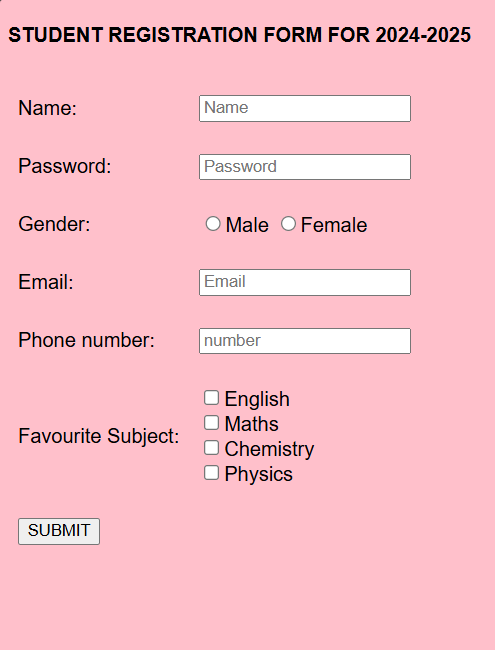 STUDENT REGISTRATION FORM FOR 2024-2025
Name: Name
Password: Password
Gender: Male Female
Email: Email
Phone number: number
English
Maths
Favourite Subject:
Chemistry
Physics
SUBMIT